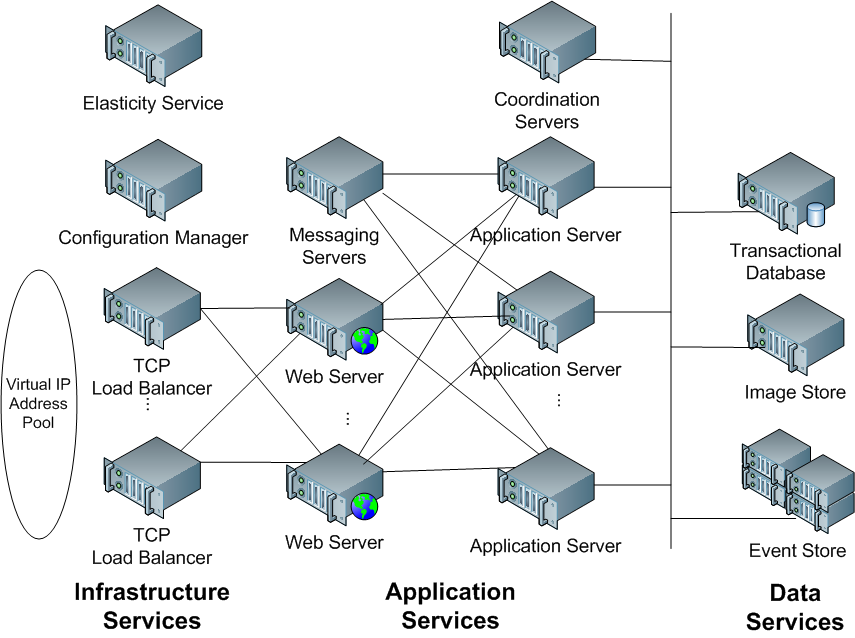 Elasticity Service
Coordination
Servers
Configuration Manager
Messaging
Servers
Application Server
Transactional
Database
Virtual IP
Address
Pool
TCP
Load Balancer
Web Server
Application Server
Image Store
TCP
Load Balancer
Web Server
Application Server
Event Store
Infrastructure
Services
Application
Services
Data
Services